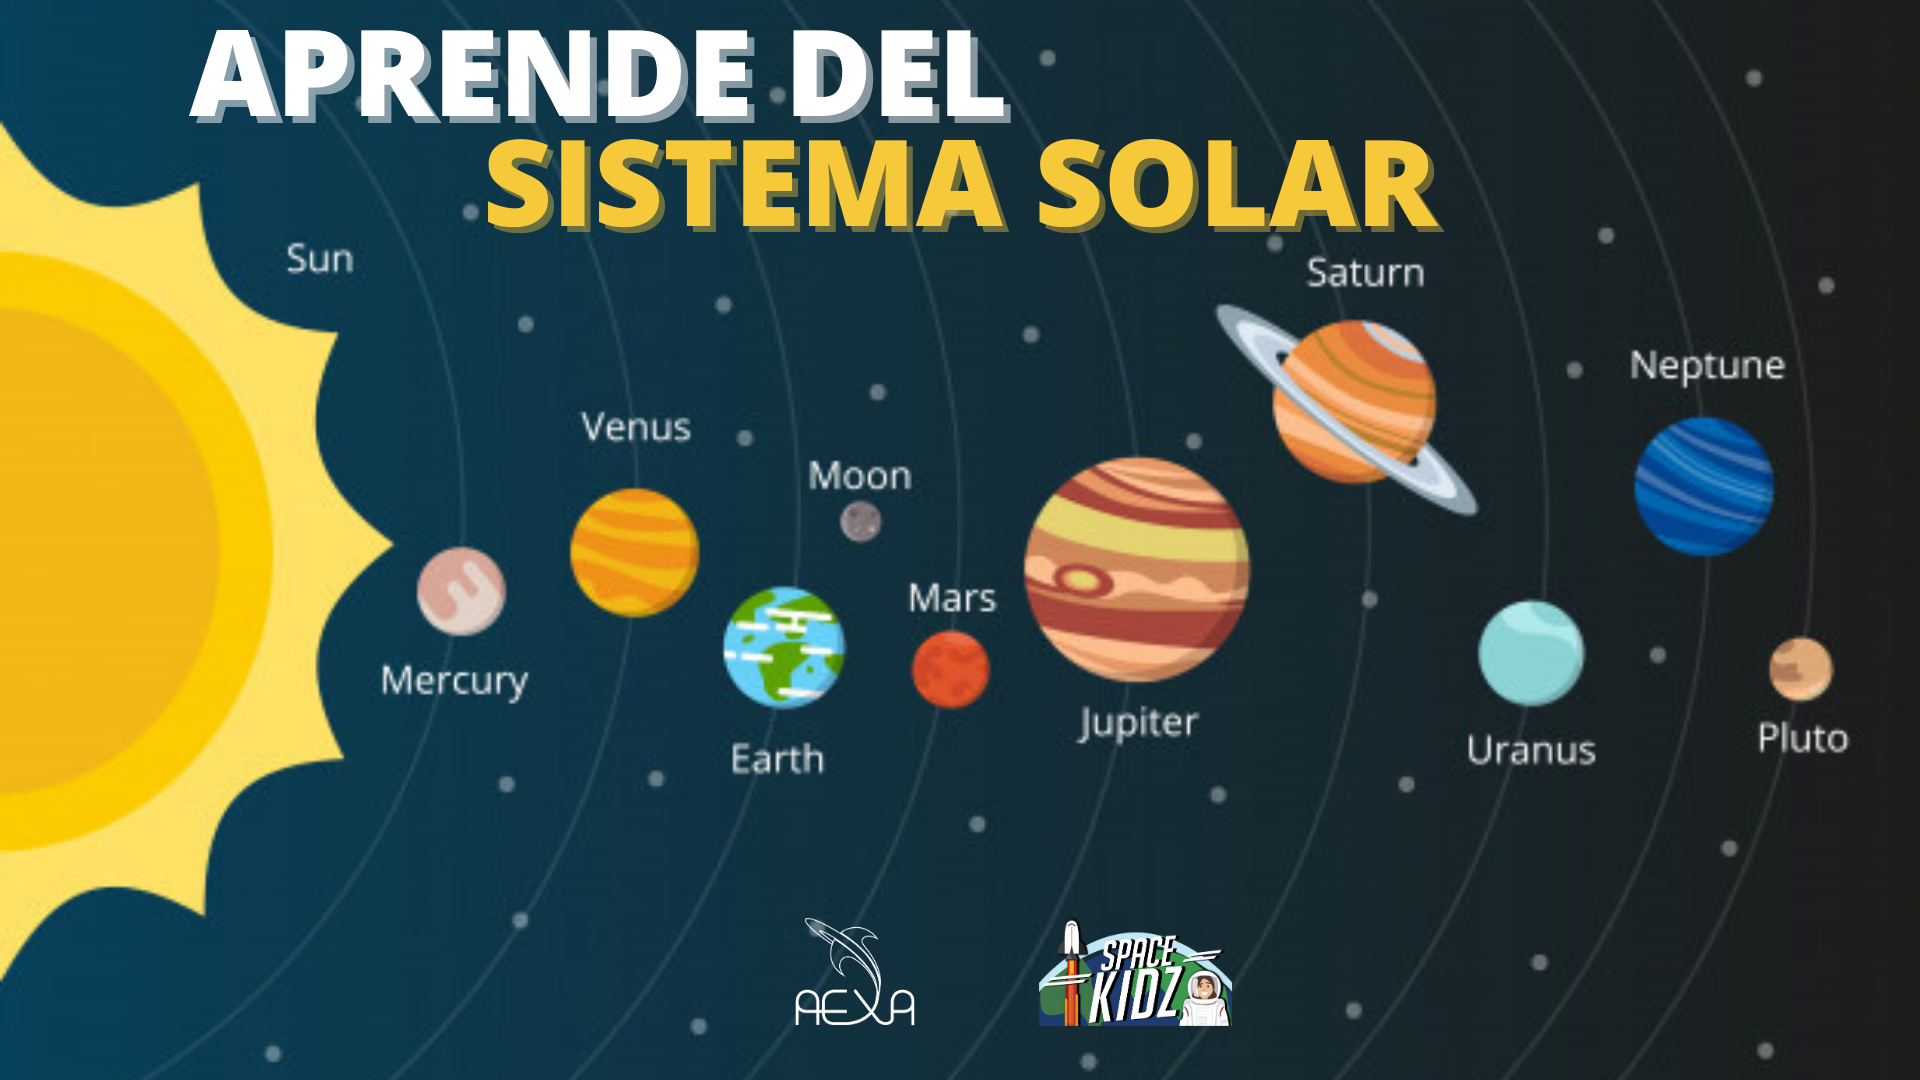 APRENDE DEL
SISTEMA SOLAR
Sun
Saturn
Neptune
Venus
Moon
Mars
Mercury
Jupiter
Earth
Uranus
Pluto
AEXA
SPACE
KIDZ